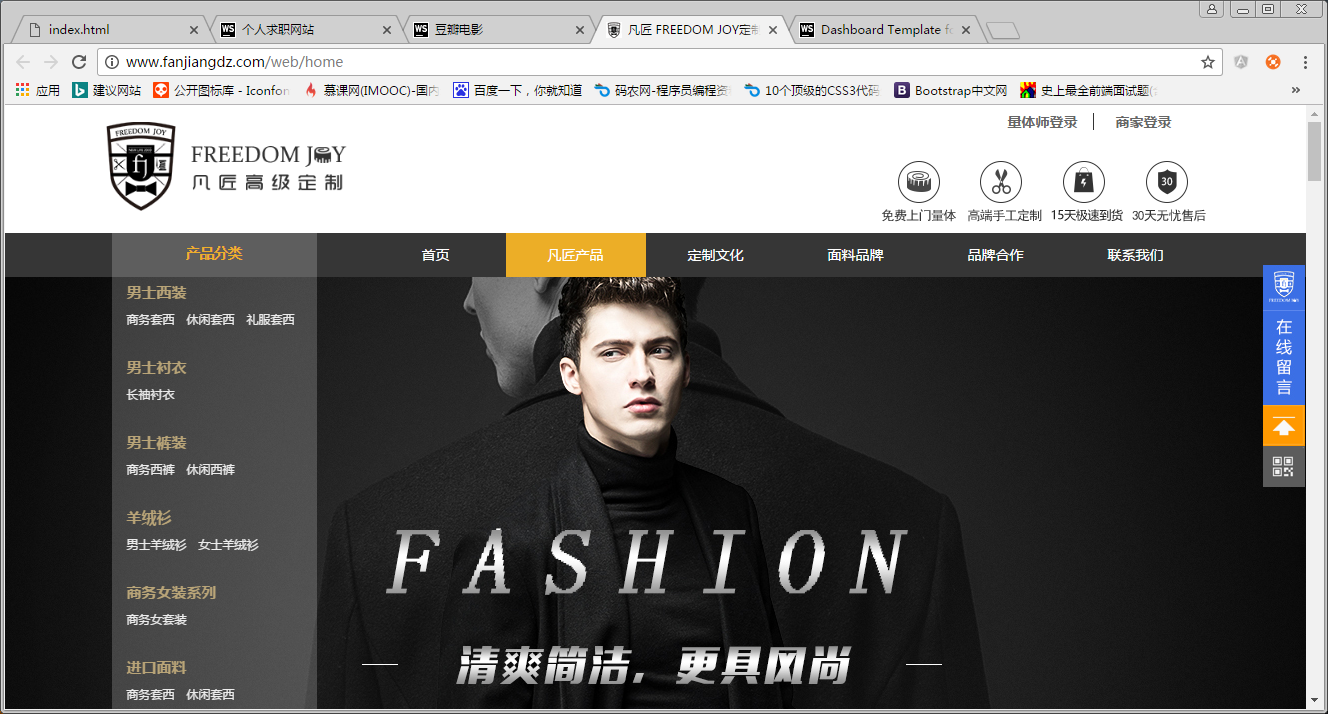 index.html 个人求职网站 豆瓣电影 凡匠 FREEDOM JOY定 Dashboard Template f
www.fanjiangdz.com/web/home
应用 建议网站 公开图标库 - Iconfon 慕课网(IMOOC)-国内 百度一下，你就知道 码农网-程序员编程资 10个顶级的CSS3代码 Bootstrap中文网 史上最全前端面试题(
量体师登录 商家登录
FREEDOM JOY
fj
FREEDOM JOY
凡匠高级定制
30
免费上门量体 高端手工定制 15天极速到货 30天无忧售后
产品分类 首页 凡匠产品 定制文化 面料品牌 品牌合作 联系我们
男士西装
商务套西 休闲套西 礼服套西
男士衬衣
长袖衬衣
男士裤装
商务西裤 休闲西裤
羊绒衫
男士羊绒衫 女士羊绒衫
商务女装系列
商务女套装
进口面料
商务套西 休闲套西
FASHION
清爽简洁，更具风尚
FREEDOM JOY
在
线
留
言